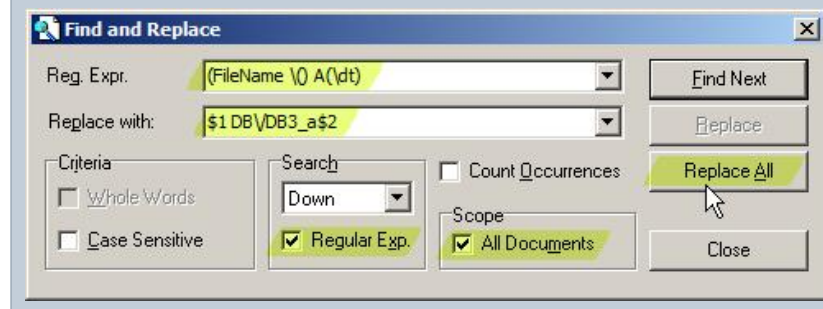 Find and Replace
Reg. Expr. (FileName \() A(\dt) Find Next
Replace with: $1 DB\/DB3_a$2 Replace
Criteria Search Count Occurrences Replace All
Whole Words Down Scope
Case Sensitive Regular Exp. All Documents Close